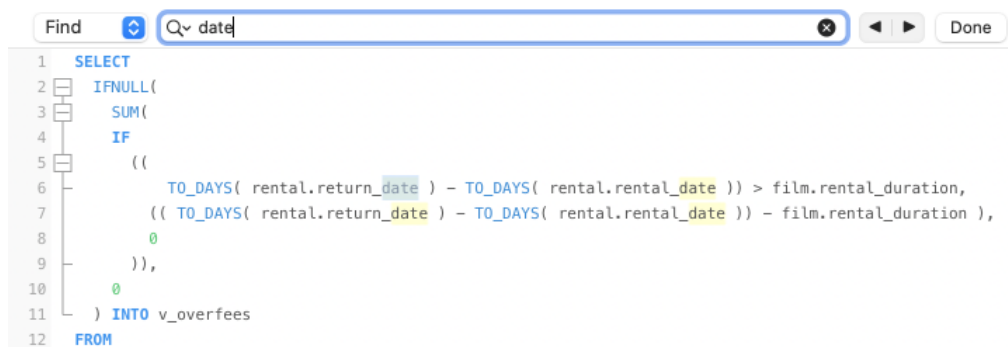 Find date Done
1 SELECT
2 IFNULL(
3 SUM(
4 IF
5 ((
6 TO_DAYS( rental.return_date ) - TO_DAYS( rental.rental_date )) > film.rental_duration,
7 (( TO_DAYS( rental.return_date ) - TO_DAYS( rental.rental_date )) - film.rental_duration ),
8 0
9 )),
10 0
11 ) INTO v_overfees
12 FROM